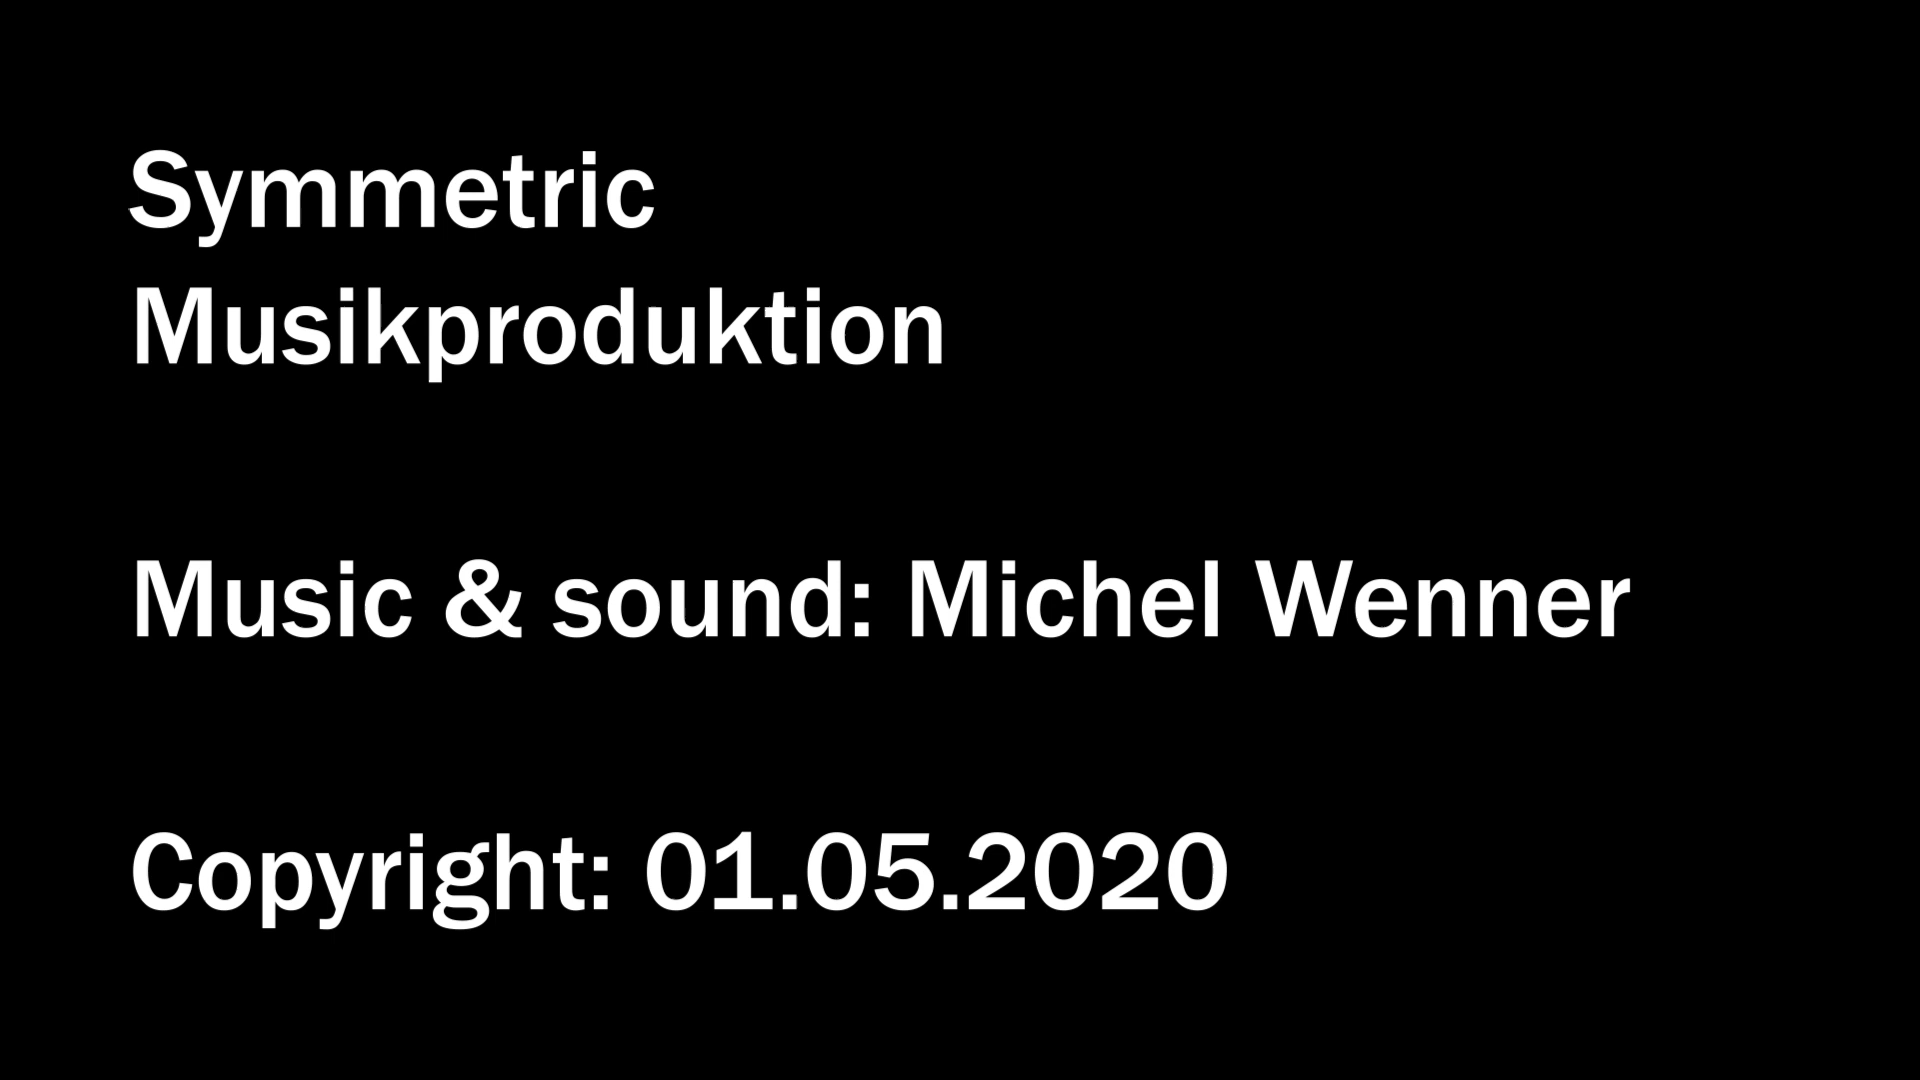 Symmetric
Musikproduktion
Music & sound: Michel Wenner
Copyright: 01.05.2020